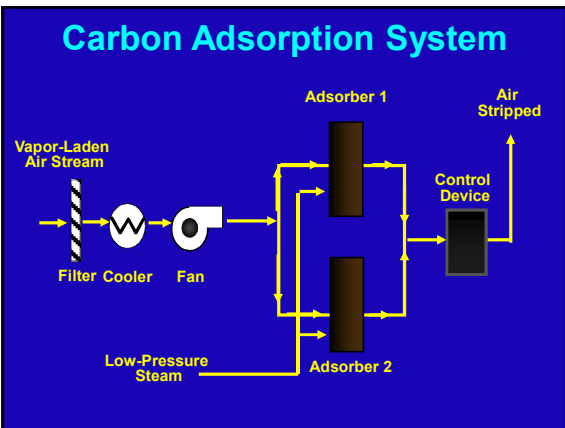 Carbon Adsorption System
Adsorber 1
Air
Stripped
Vapor-Laden
Air Stream
Control
Device
Filter
Cooler
Fan
Low-Pressure
Steam
Adsorber 2